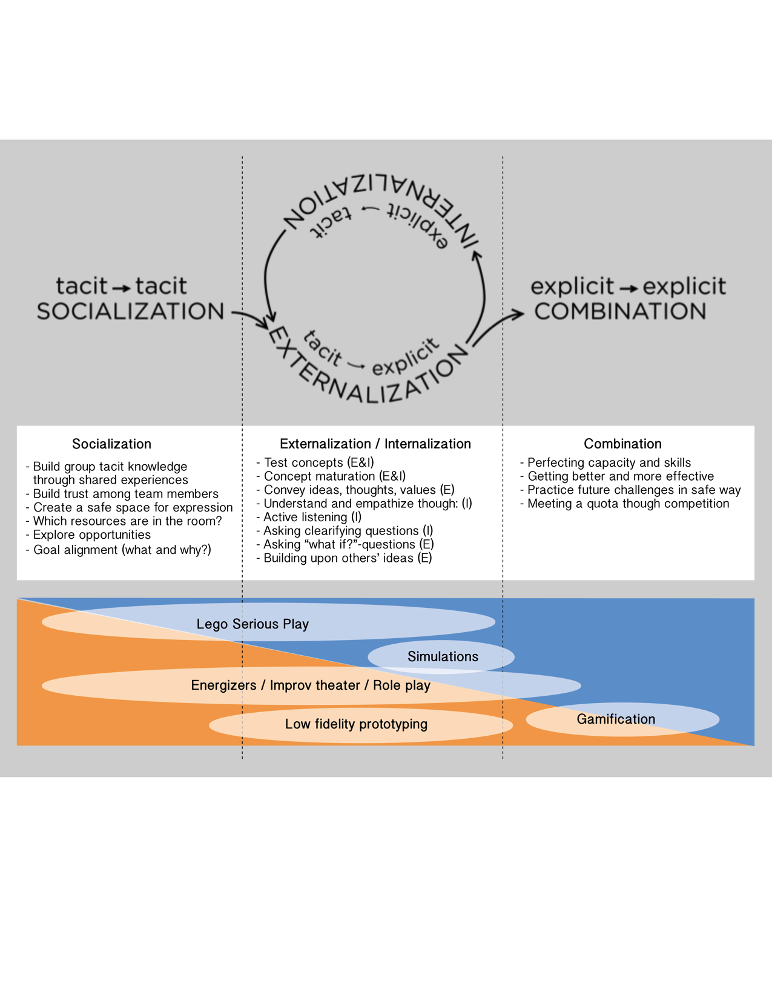 INTERNALIZATION
explicit → tacit
tacit → tacit
SOCIALIZATION
tacit → explicit
EXTERNALIZATION
explicit → explicit
COMBINATION
Socialization
- Build group tacit knowledge
through shared experiences
- Build trust among team members
- Create a safe space for expression
- Which resources are in the room?
- Explore opportunities
- Goal alignment (what and why?)
Externalization / Internalization
- Test concepts (E&I)
- Concept maturation (E&I)
- Convey ideas, thoughts, values (E)
- Understand and empathize though: (I)
- Active listening (I)
- Asking clearifying questions (I)
- Asking “what if?”-questions (E)
- Building upon others’ ideas (E)
Combination
- Perfecting capacity and skills
- Getting better and more effective
- Practice future challenges in safe way
- Meeting a quota though competition
Lego Serious Play
Simulations
Energizers / Improv theater / Role play
Low fidelity prototyping
Gamification